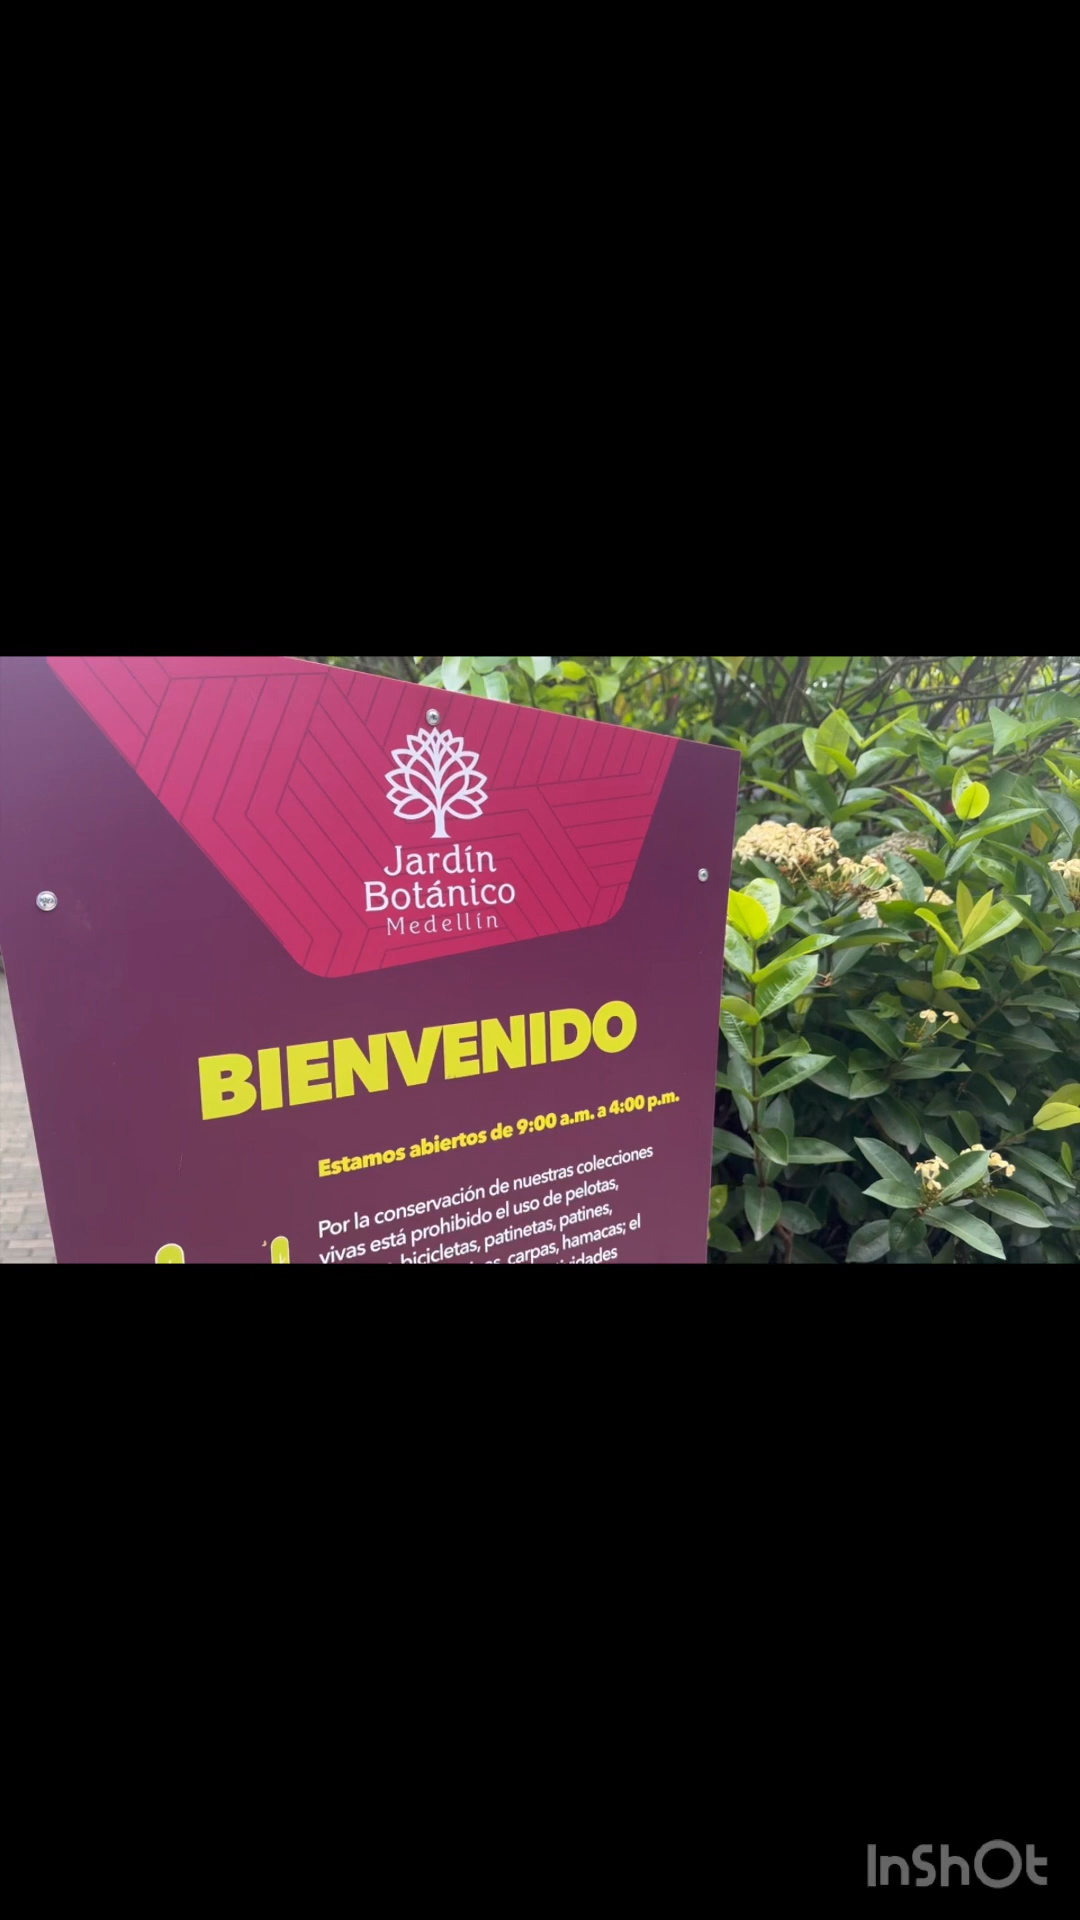 Jardín
Botánico
Medellín
BIENVENIDO
Estamos abiertos de 9:00 a.m. a 4:00 p.m.
Por la conservación de nuestras colecciones
vivas está prohibido el uso de pelotas,
bicicletas, patinetas, patines,
carpas, hamacas; el
InShOt